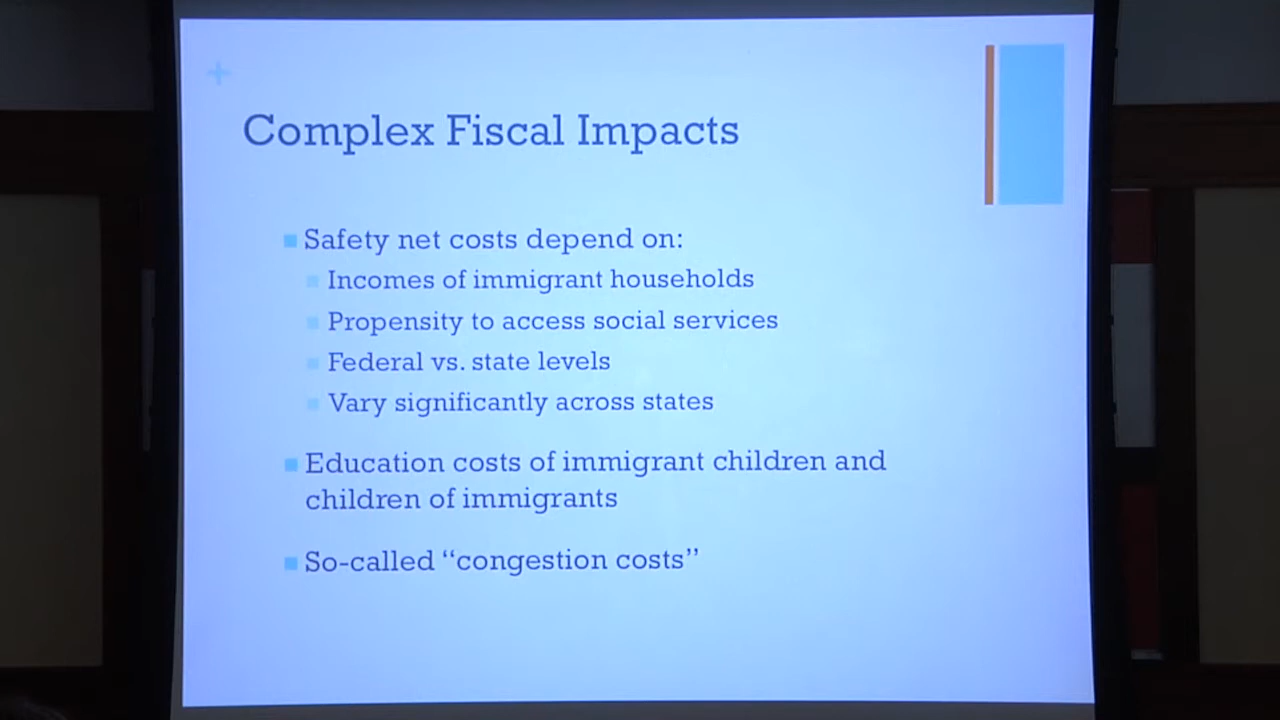 Complex Fiscal Impacts
Safety net costs depend on:
Incomes of immigrant households
Propensity to access social services
Federal vs. state levels
Vary significantly across states
Education costs of immigrant children and
children of immigrants
So-called “congestion costs”